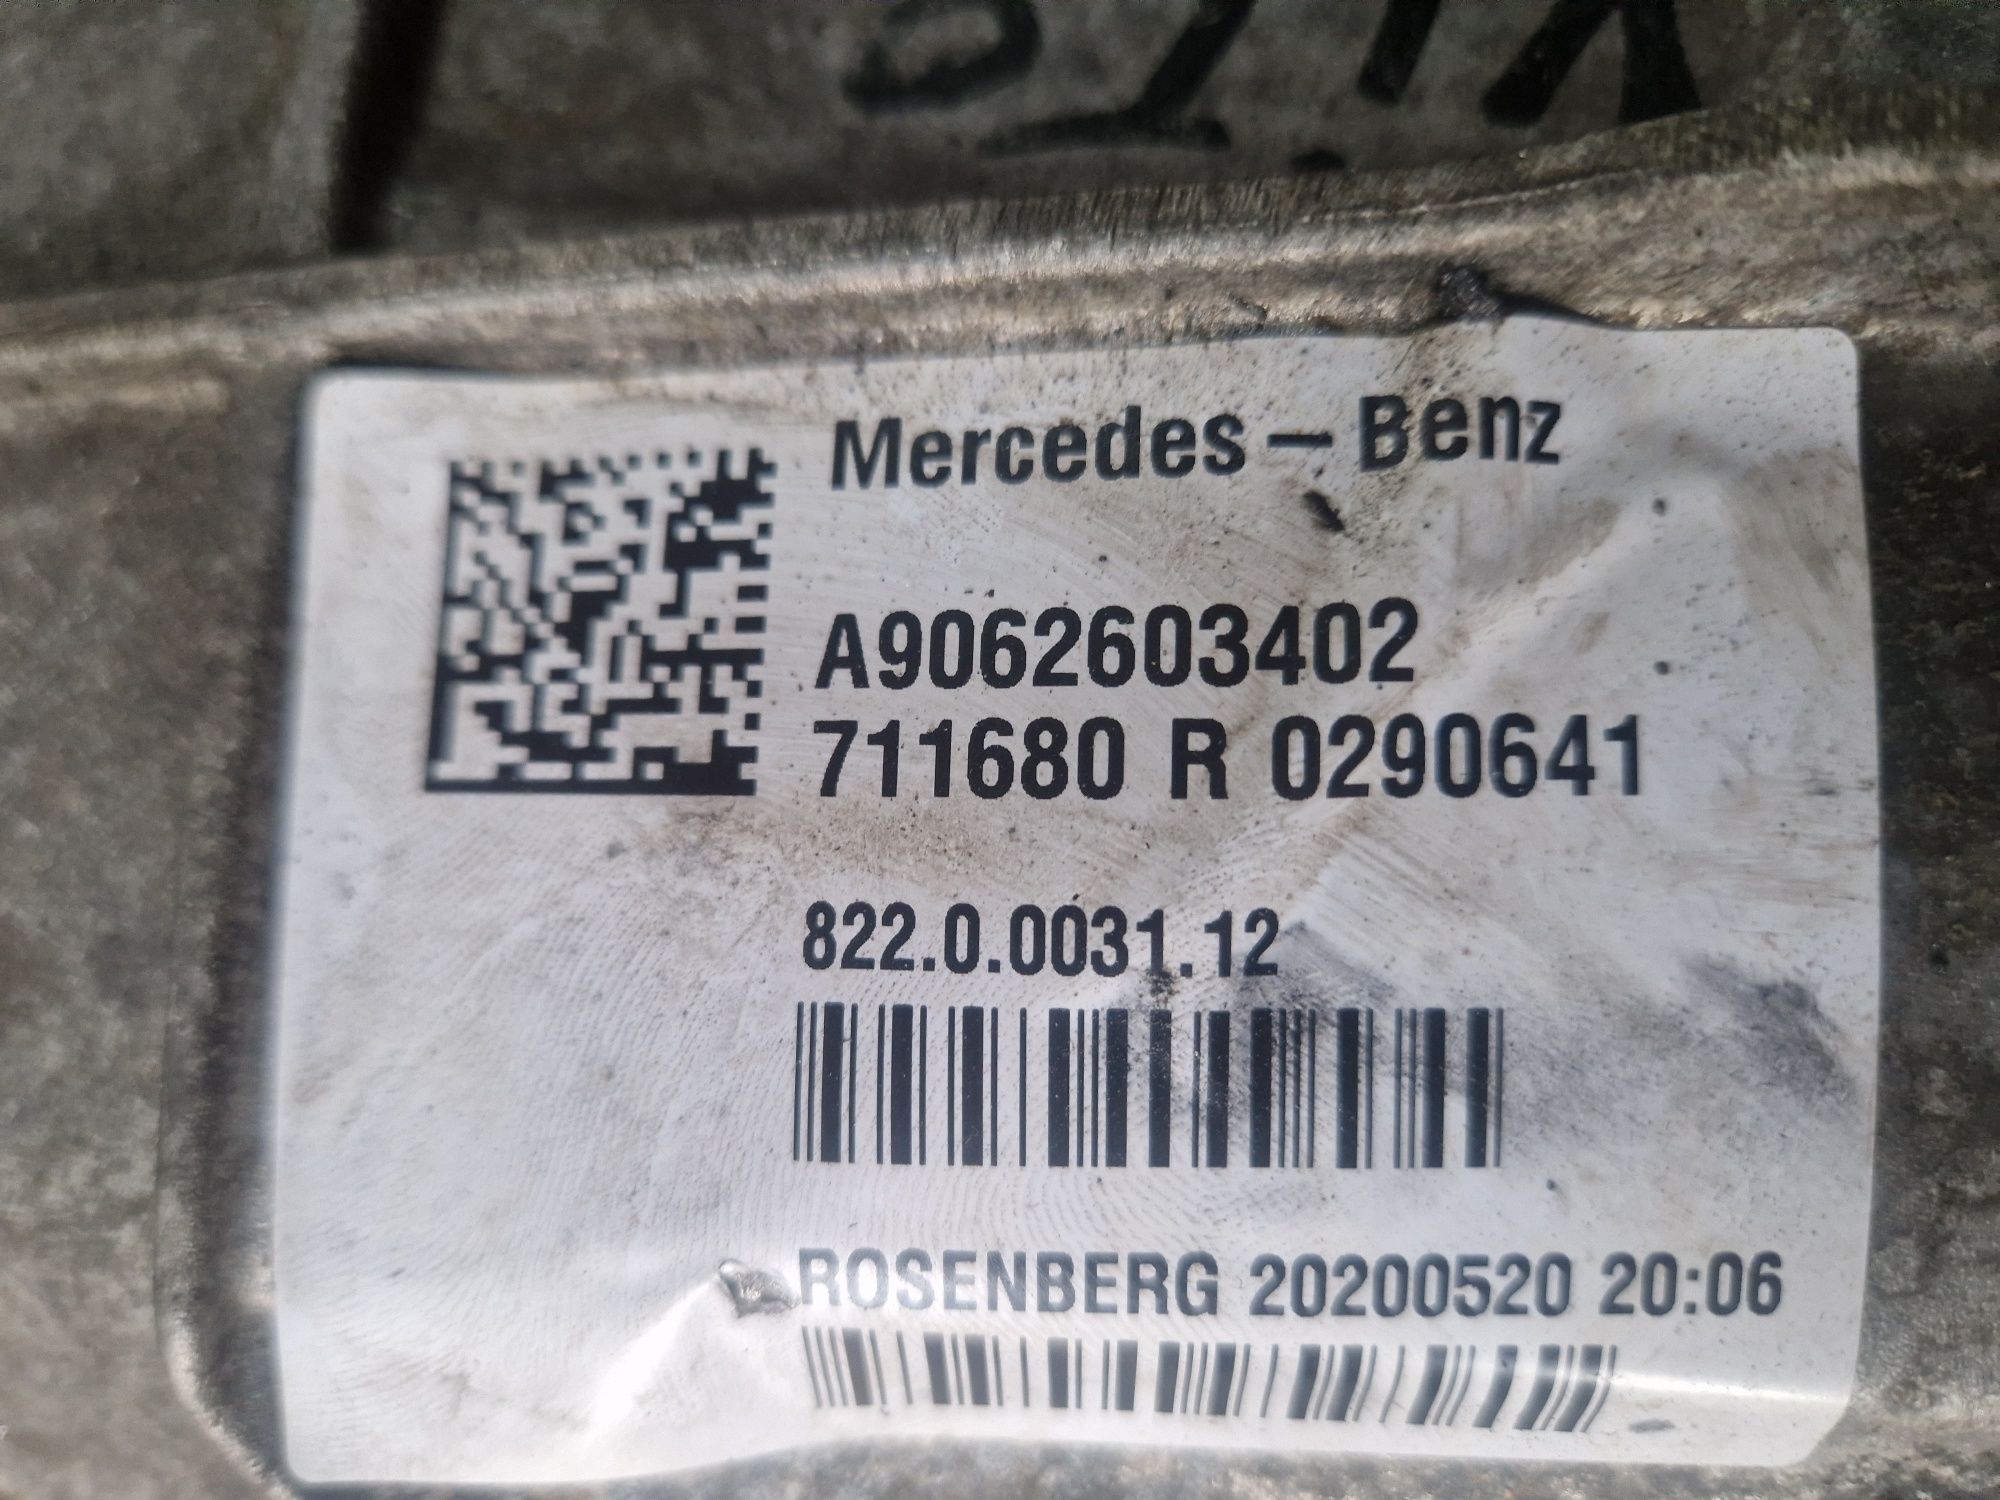 Mercedes – Benz
A9062603402
711680 R 0290641
822.0.0031.12
ROSENBERG 20200520 20:06